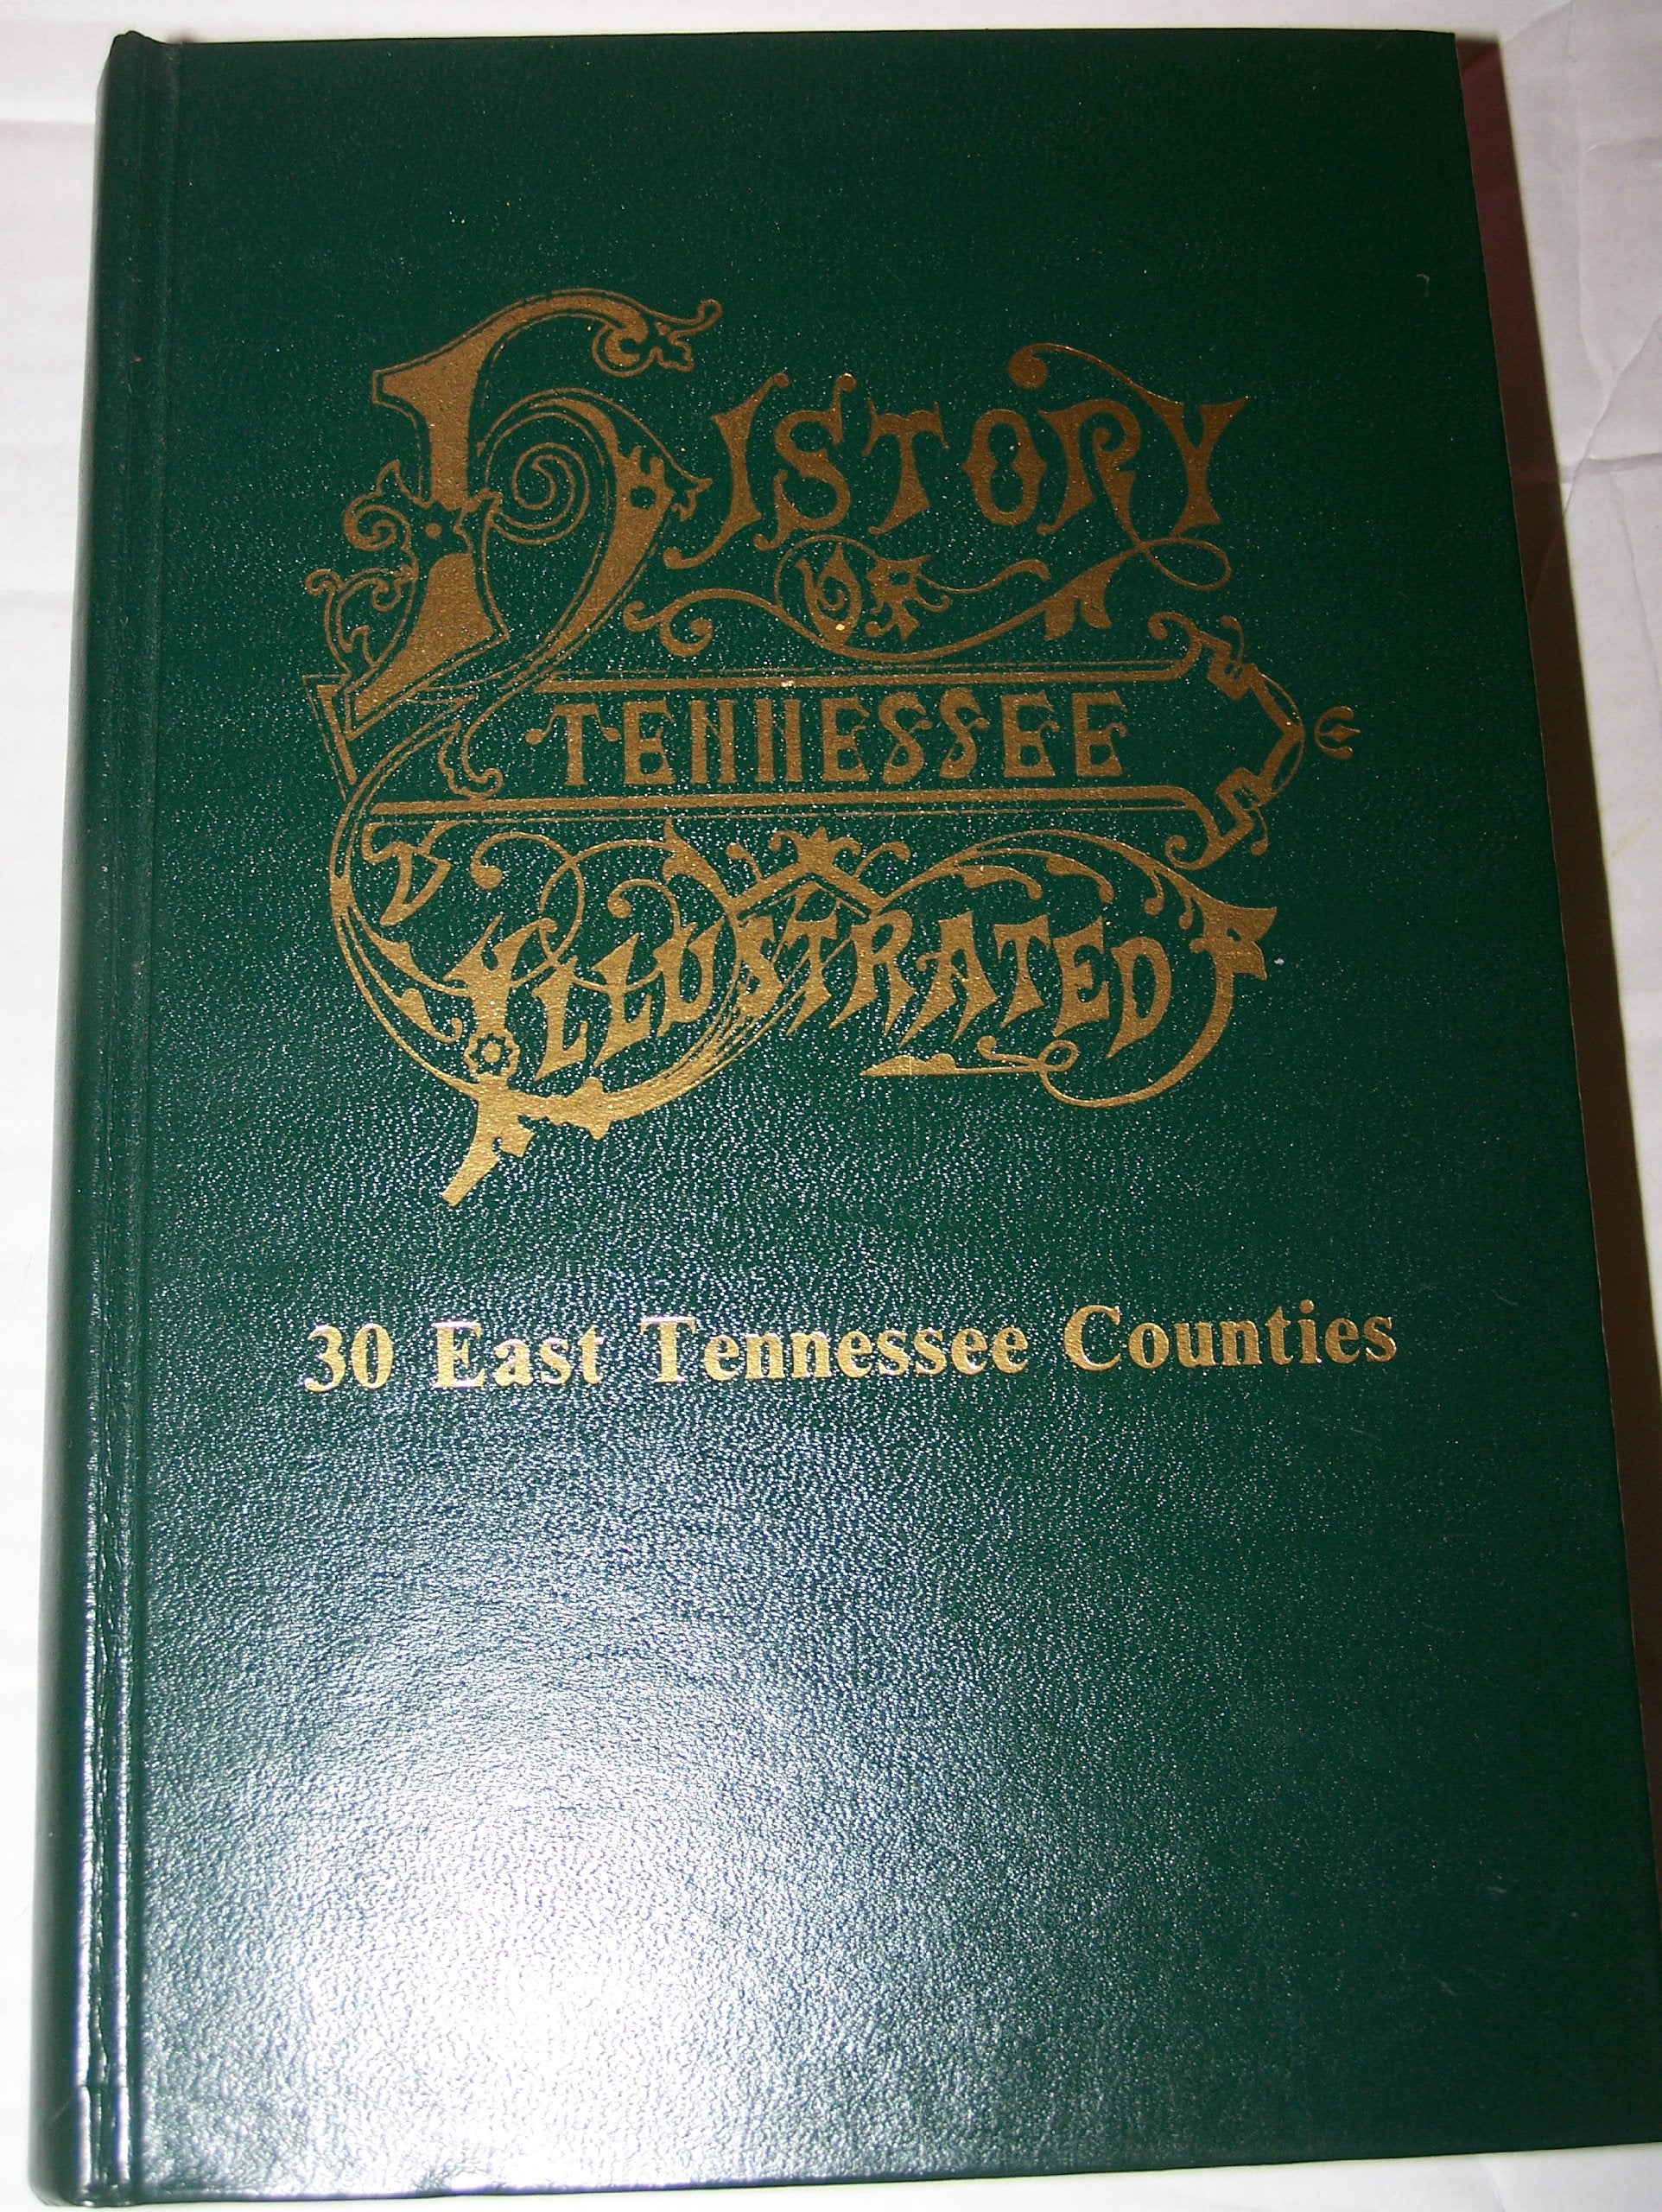 HISTORY
OF
TENNESSEE
ILLUSTRATED
30 East Tennessee Counties